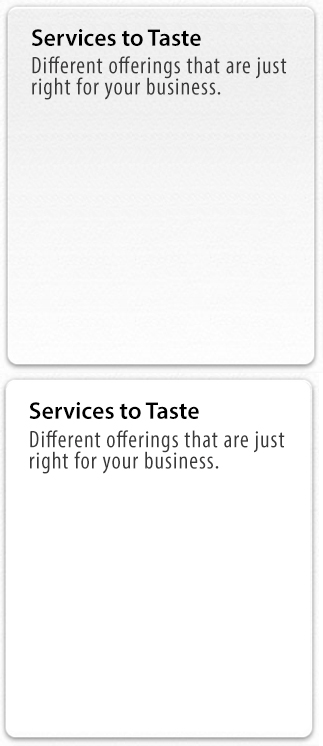 Services to Taste
Different offerings that are just
right for your business.
Services to Taste
Different offerings that are just
right for your business.